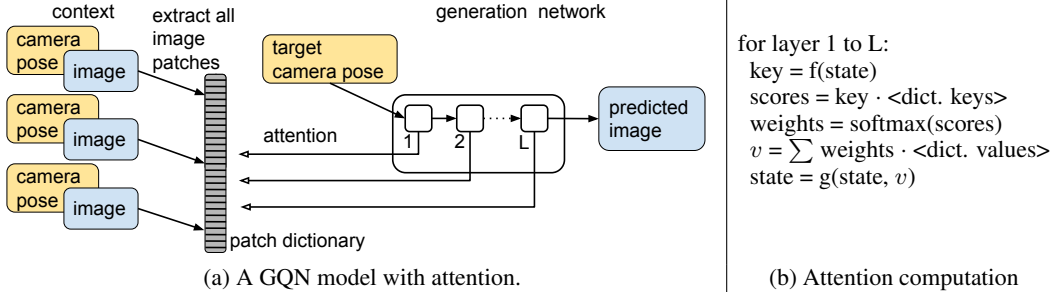 context
extract all
image
patches
generation network
camera
pose
image
camera
pose
image
camera
pose
image
target
camera pose
attention
1
2
L
predicted
image
patch dictionary
(a) A GQN model with attention.
for layer 1 to L:
key = f(state)
scores = key · <dict. keys>
weights = softmax(scores)
v = ∑ weights · <dict. values>
state = g(state, v)
(b) Attention computation